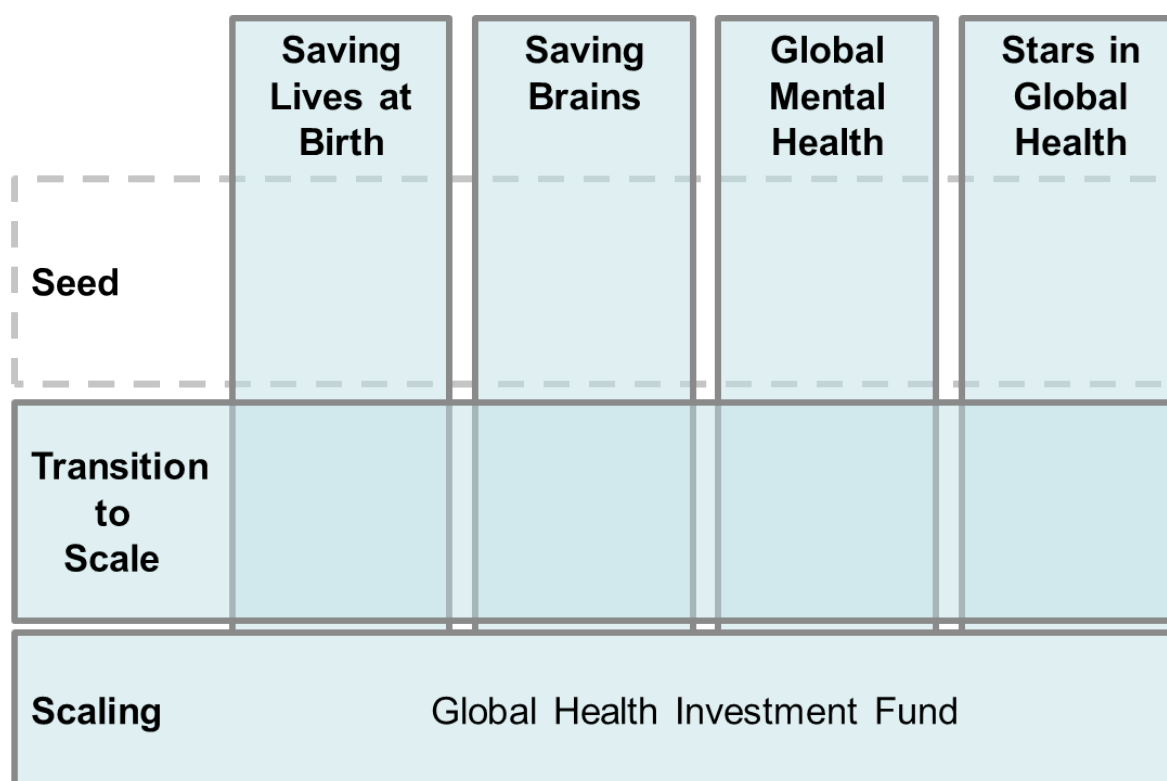 Saving
Lives at
Birth
Saving
Brains
Global
Mental
Health
Stars in
Global
Health
Seed
Transition
to
Scale
Scaling
Global Health Investment Fund